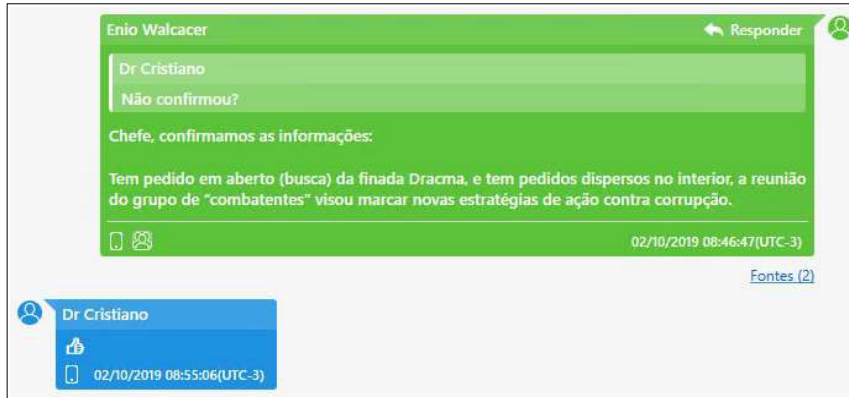 Enio Walcacer
Responder
Dr Cristiano
Não confirmou?
Chefe, confirmamos as informações:
Tem pedido em aberto (busca) da finada Dracma, e tem pedidos dispersos no interior, a reunião
do grupo de "combatentes" visou marcar novas estratégias de ação contra corrupção.
02/10/2019 08:46:47(UTC-3)
Fontes (2)
Dr Cristiano
👍
02/10/2019 08:55:06(UTC-3)